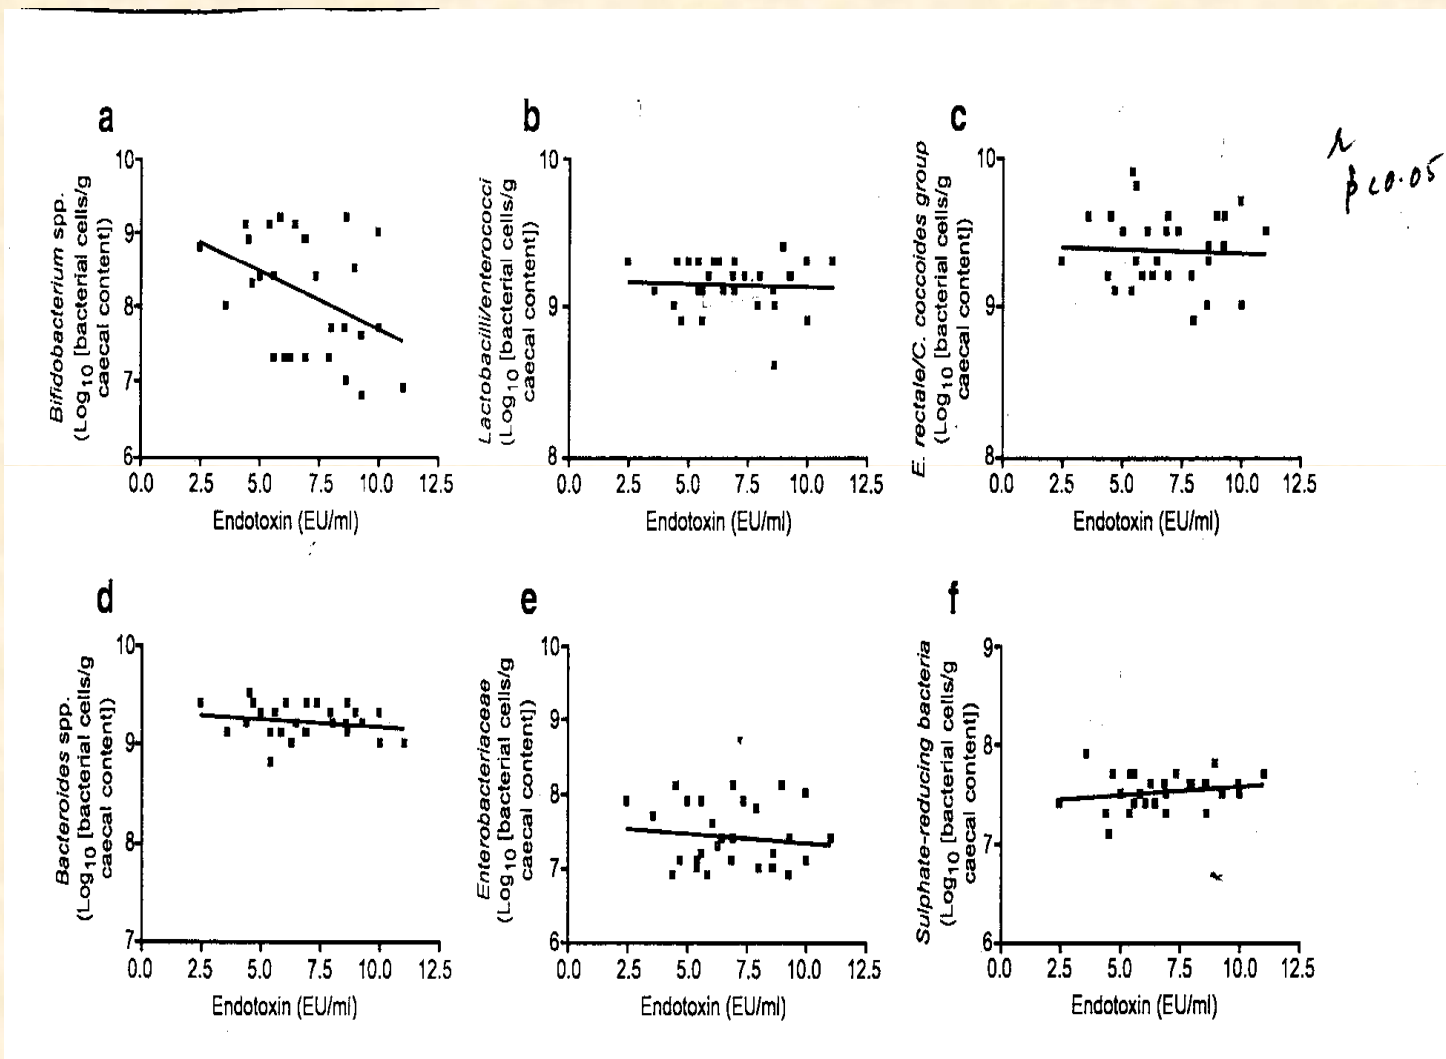 a
Bifidobacterium spp.
(Log10 [bacterial cells/g
caecal content])
10
9
8
7
6
0.0 2.5 5.0 7.5 10.0 12.5
Endotoxin (EU/ml)
b
Lactobacilli/enterococci
(Log10 [bacterial cells/g
caecal content])
10
9
8
0.0 2.5 5.0 7.5 10.0 12.5
Endotoxin (EU/ml)
c
E. rectale/C. coccoides group
(Log10 [bacterial cells/g
caecal content])
10
9
8
0.0 2.5 5.0 7.5 10.0 12.5
Endotoxin (EU/ml)
p<0.05
d
Bacteroides spp.
(Log10 [bacterial cells/g
caecal content])
10
9
8
7
0.0 2.5 5.0 7.5 10.0 12.5
Endotoxin (EU/ml)
e
Enterobacteriaceae
(Log10 [bacterial cells/g
caecal content])
10
9
8
7
6
0.0 2.5 5.0 7.5 10.0 12.5
Endotoxin (EU/ml)
f
Sulphate-reducing bacteria
(Log10 [bacterial cells/g
caecal content])
9
8
7
6
0.0 2.5 5.0 7.5 10.0 12.5
Endotoxin (EU/ml)